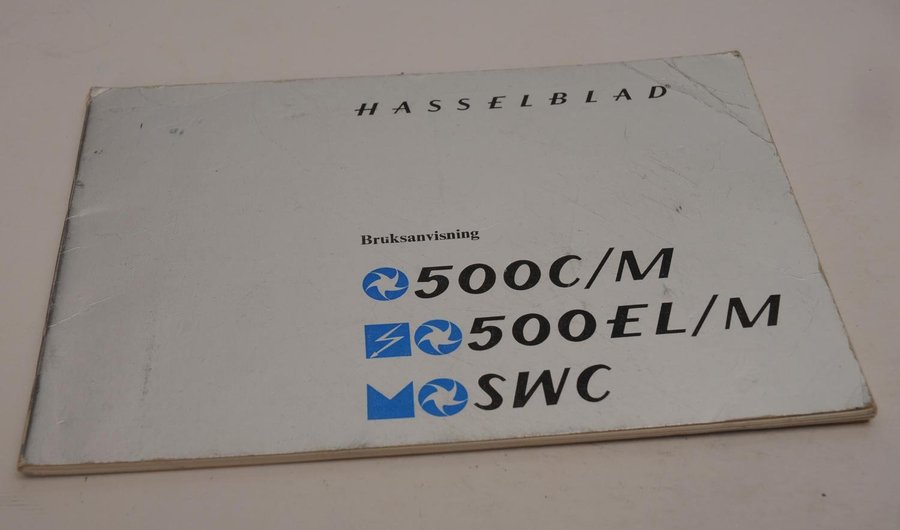 HASSELBLAD
Bruksanvisning
500C/M
500EL/M
SWC